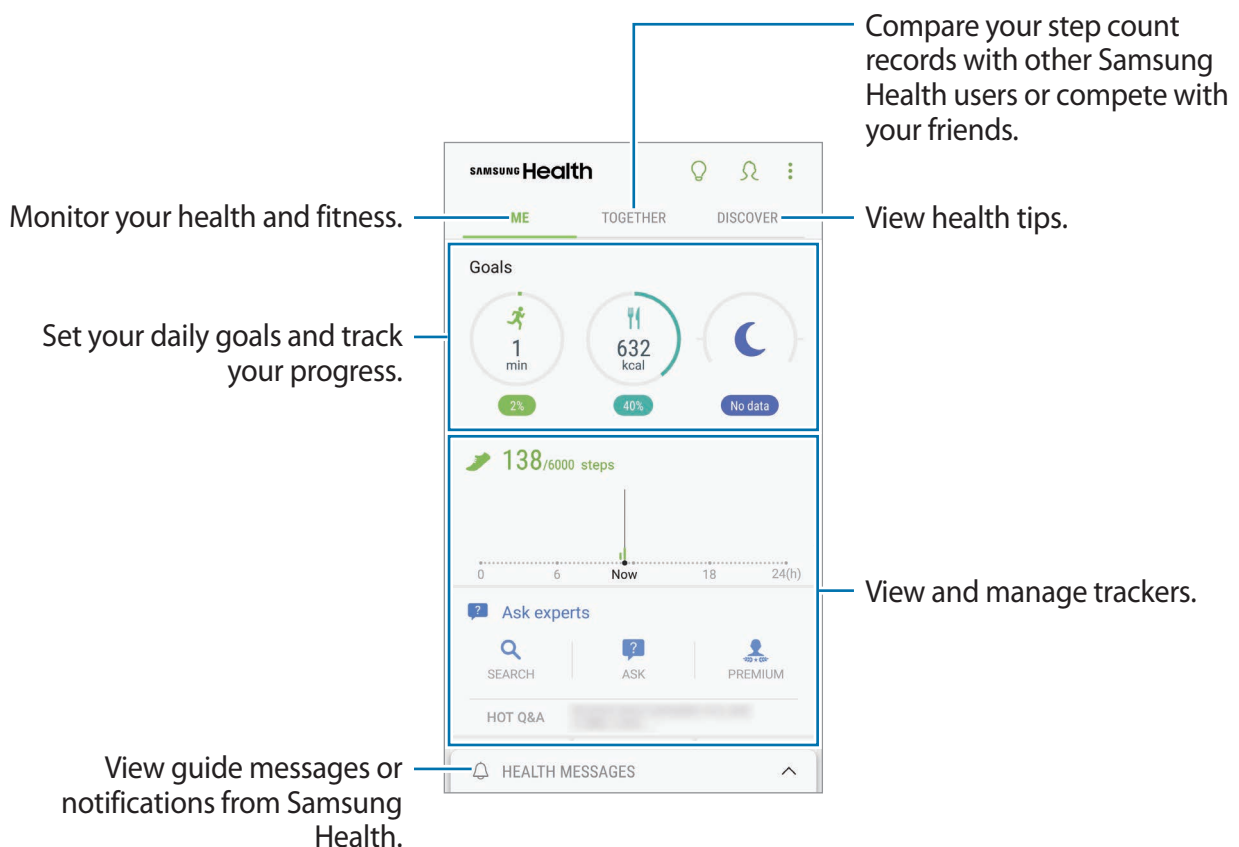 Compare your step count
records with other Samsung
Health users or compete with
your friends.
SAMSUNG Health
Monitor your health and fitness.
ME TOGETHER DISCOVER
View health tips.
Goals
Set your daily goals and track
your progress.
1
min
632
kcal
2% 40% No data
138/6000 steps
0 6 Now 18 24(h)
View and manage trackers.
? Ask experts
?
SEARCH ASK PREMIUM
HOT Q&A
View guide messages or
notifications from Samsung
Health.
HEALTH MESSAGES